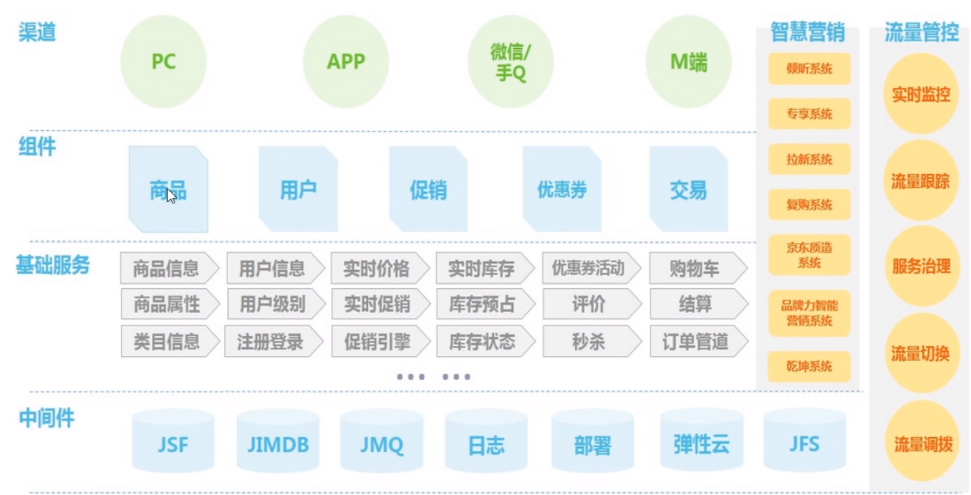 渠道
PC
APP
微信/
手Q
M端
组件
商品
用户
促销
优惠券
交易
基础服务
商品信息
用户信息
实时价格
实时库存
优惠券活动
购物车
商品属性
用户级别
实时促销
库存预占
评价
结算
类目信息
注册登录
促销引擎
库存状态
秒杀
订单管道
... ...
中间件
JSF
JIMDB
JMQ
日志
部署
弹性云
JFS
智慧营销
倾听系统
专享系统
拉新系统
复购系统
京东质造
系统
品牌力智能
营销系统
乾坤系统
流量管控
实时监控
流量跟踪
服务治理
流量切换
流量调拨